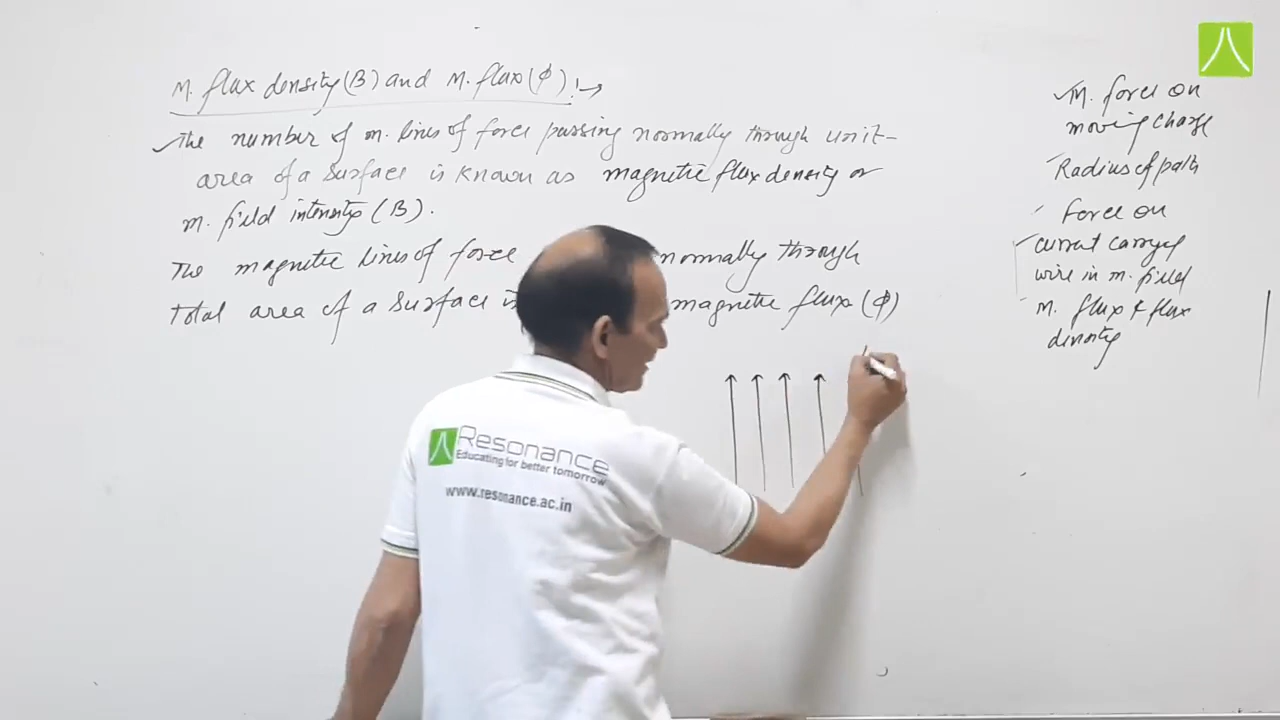 M. flux density (B) and M. flux (ϕ) :→
The number of m. lines of force passing normally through unit-
area of a surface is known as magnetic flux density or
m. field intensity (B).
The magnetic lines of force normally through
total area of a surface magnetic flux (ϕ)
M. force on
moving charge
Radius of path
Force on
current carryef
wire in m. field
M. flux & flux
dinsity
Resonance
Educating for better tomorrow
www.resonance.ac.in